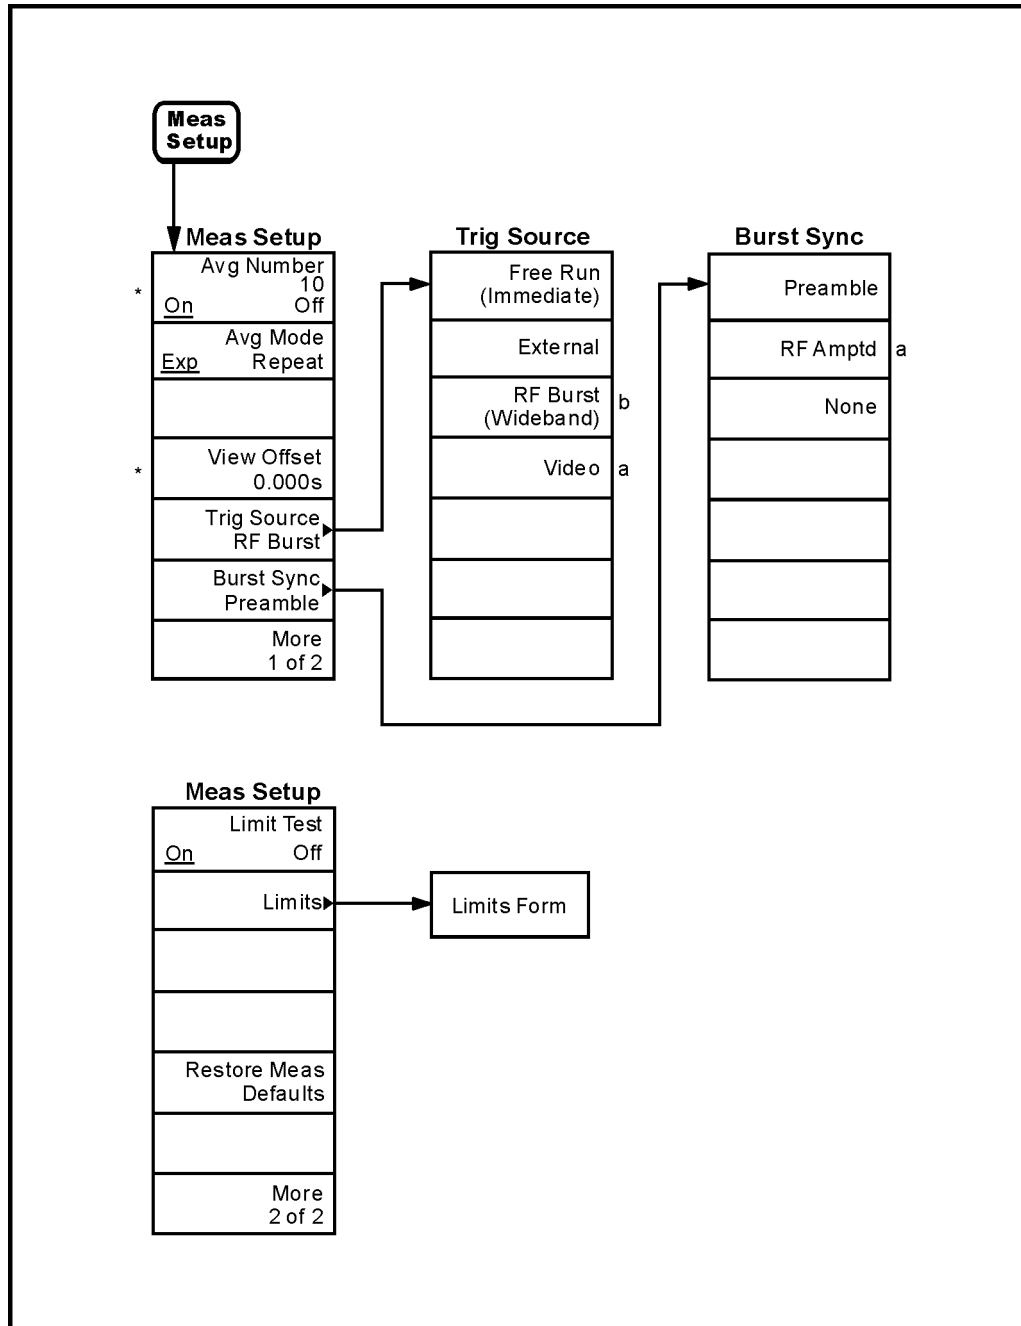 Meas
Setup
Meas Setup
Avg Number
10
On Off
*
Avg Mode
Exp Repeat
View Offset
0.000s
*
Trig Source
RF Burst
Burst Sync
Preamble
More
1 of 2
Trig Source
Free Run
(Immediate)
External
RF Burst
(Wideband)
b
Video
a
Burst Sync
Preamble
RF Amptd
a
None
Meas Setup
Limit Test
On Off
Limits
Limits Form
Restore Meas
Defaults
More
2 of 2